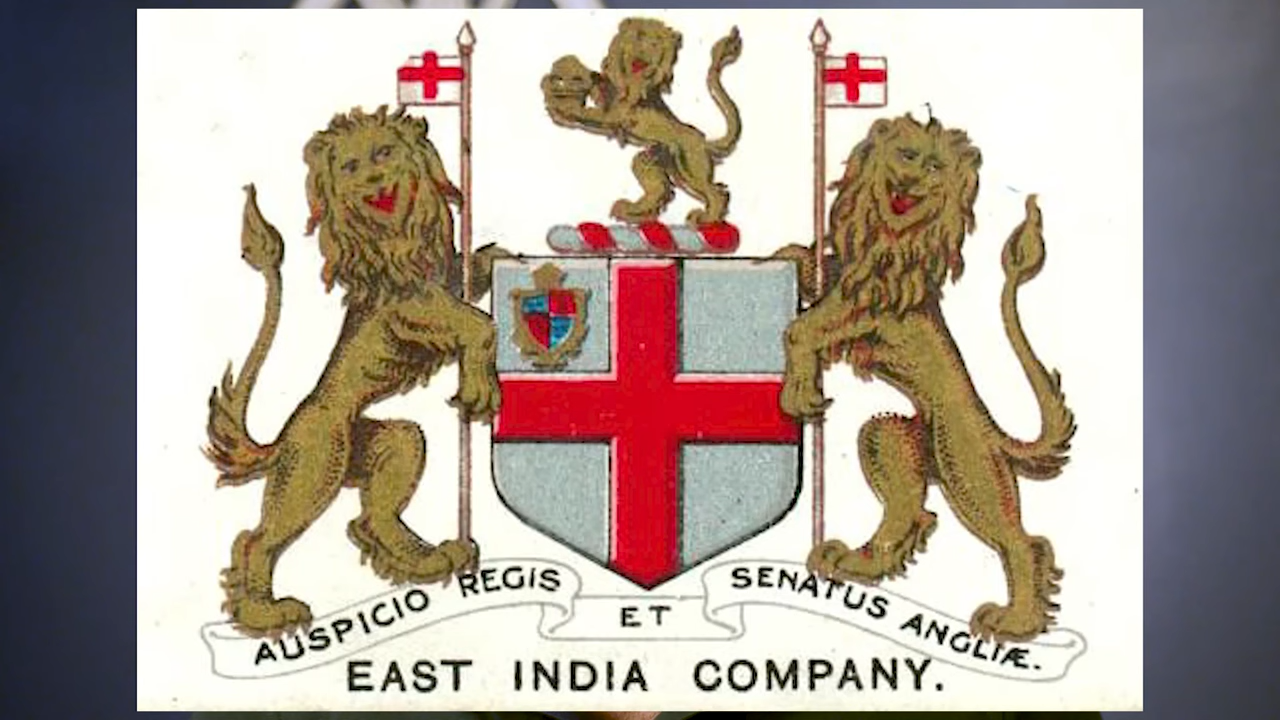 AUSPICIO REGIS ET SENATUS ANGLIÆ.
EAST INDIA COMPANY.